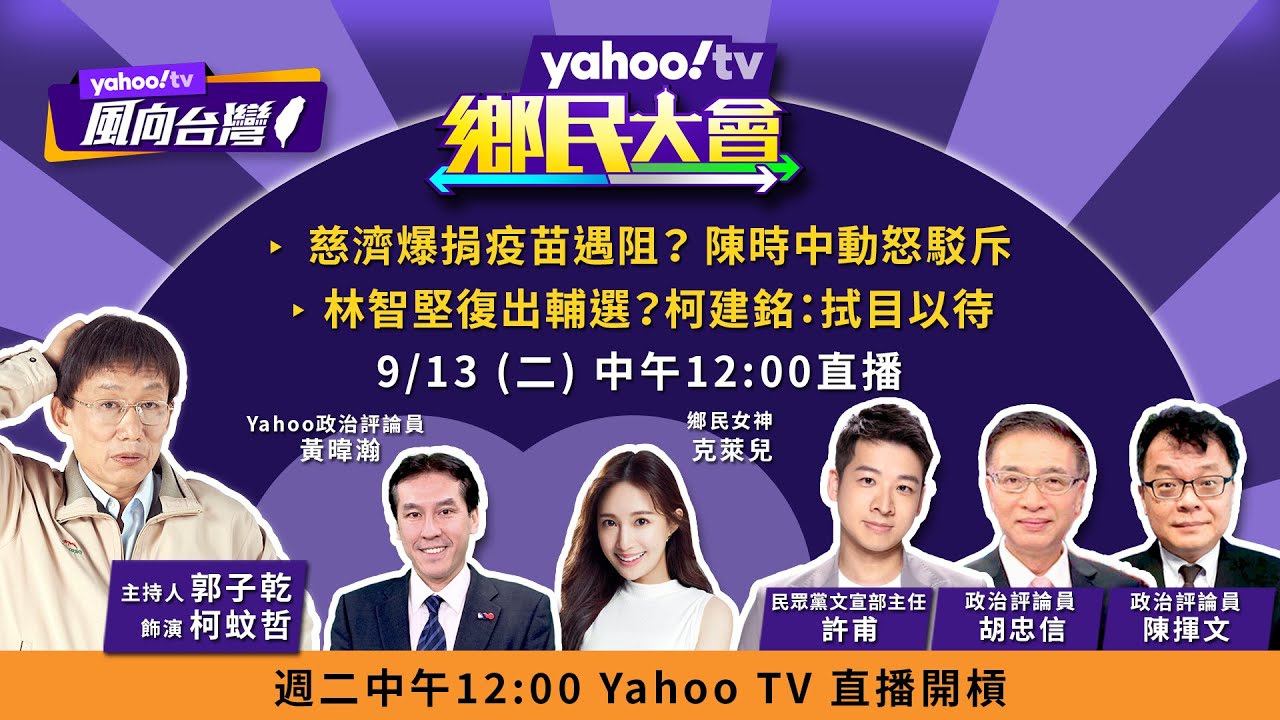 yahoo!tv
風向台灣
yahoo!tv
鄉民大會
慈濟爆捐疫苗遇阻？陳時中動怒駁斥
林智堅復出輔選？柯建銘：拭目以待
9/13 (二) 中午12:00直播
Yahoo政治評論員
黃暐瀚
鄉民女神
克萊兒
主持人 郭子乾
飾演 柯蚊哲
民眾黨文宣部主任
許甫
政治評論員
胡忠信
政治評論員
陳揮文
週二中午12:00 Yahoo TV 直播開槓